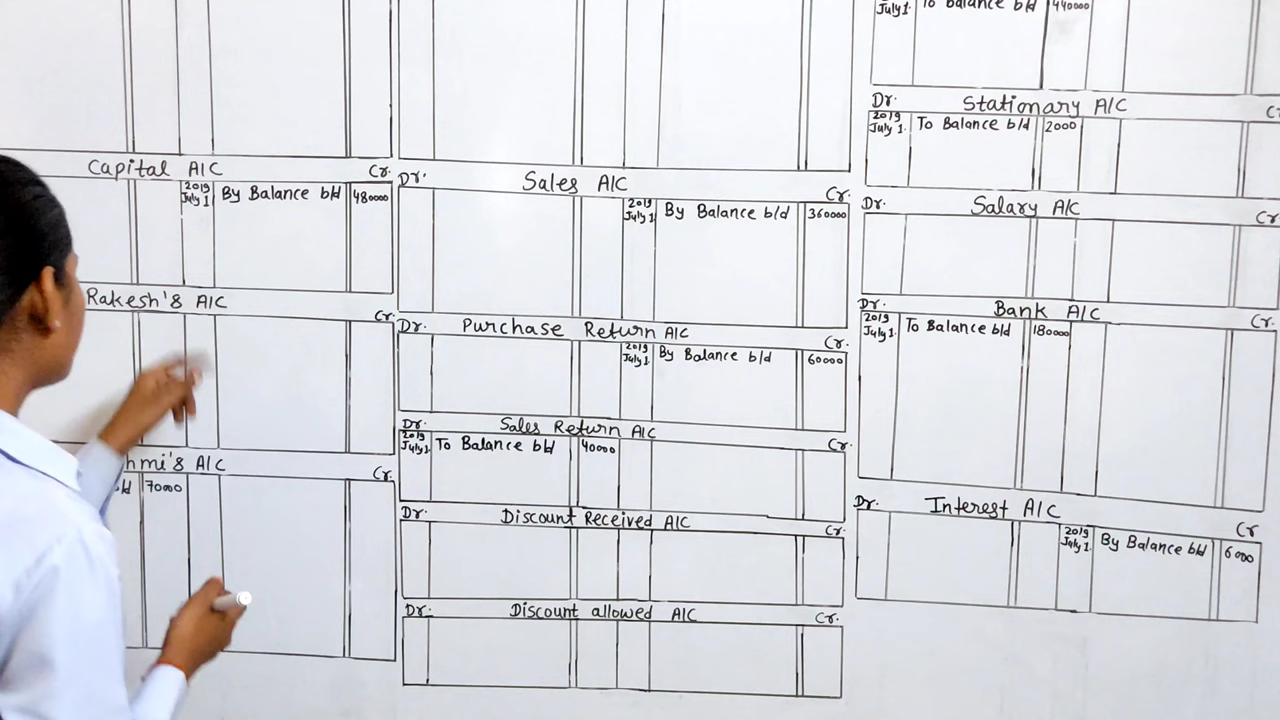 Capital A/C Cr.
2019
July 1 By Balance b/d 480000
Rakesh's A/C
Cr.
hmi's A/C Cr.
b/d 70000
Dr. Sales A/C Cr.
2019
July 1 By Balance b/d 360000
Dr. Purchase Return A/C Cr.
2019
July 1. By Balance b/d 60000
Dr. Sales Return A/C Cr.
2019
July 1. To Balance b/d 40000
Dr. Discount Received A/C Cr.
Dr. Discount allowed A/C Cr.
July 1. To balance b/d 440000
Dr. Stationary A/C Cr
2019
July 1. To Balance b/d 2000
Dr. Salary A/C Cr.
Dr. Bank A/C Cr.
2019
July 1. To Balance b/d 180000
Dr. Interest A/C Cr
2019
July 1. By Balance b/d 6000